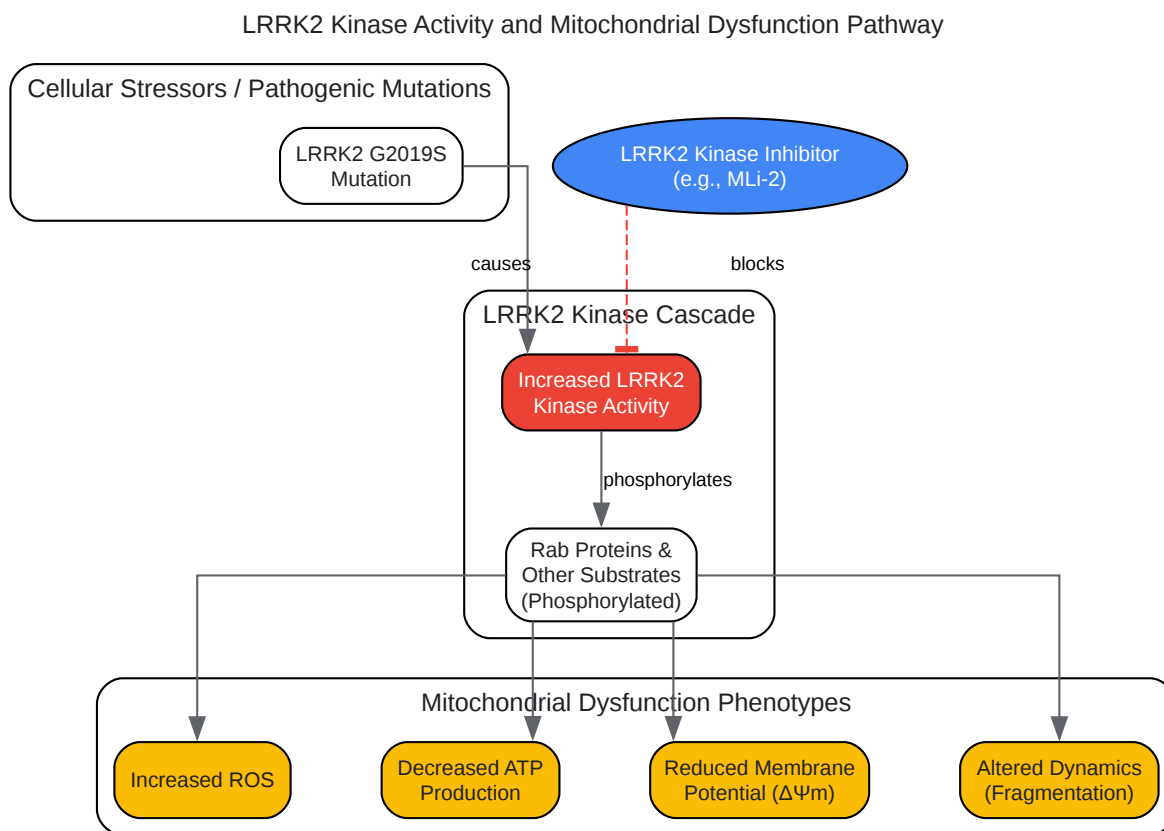 LRRK2 Kinase Activity and Mitochondrial Dysfunction Pathway
Cellular Stressors / Pathogenic Mutations
LRRK2 G2019S
Mutation
LRRK2 Kinase Inhibitor
(e.g., MLi-2)
causes
blocks
LRRK2 Kinase Cascade
Increased LRRK2
Kinase Activity
phosphorylates
Rab Proteins &
Other Substrates
(Phosphorylated)
Mitochondrial Dysfunction Phenotypes
Increased ROS
Decreased ATP
Production
Reduced Membrane
Potential (ΔΨm)
Altered Dynamics
(Fragmentation)